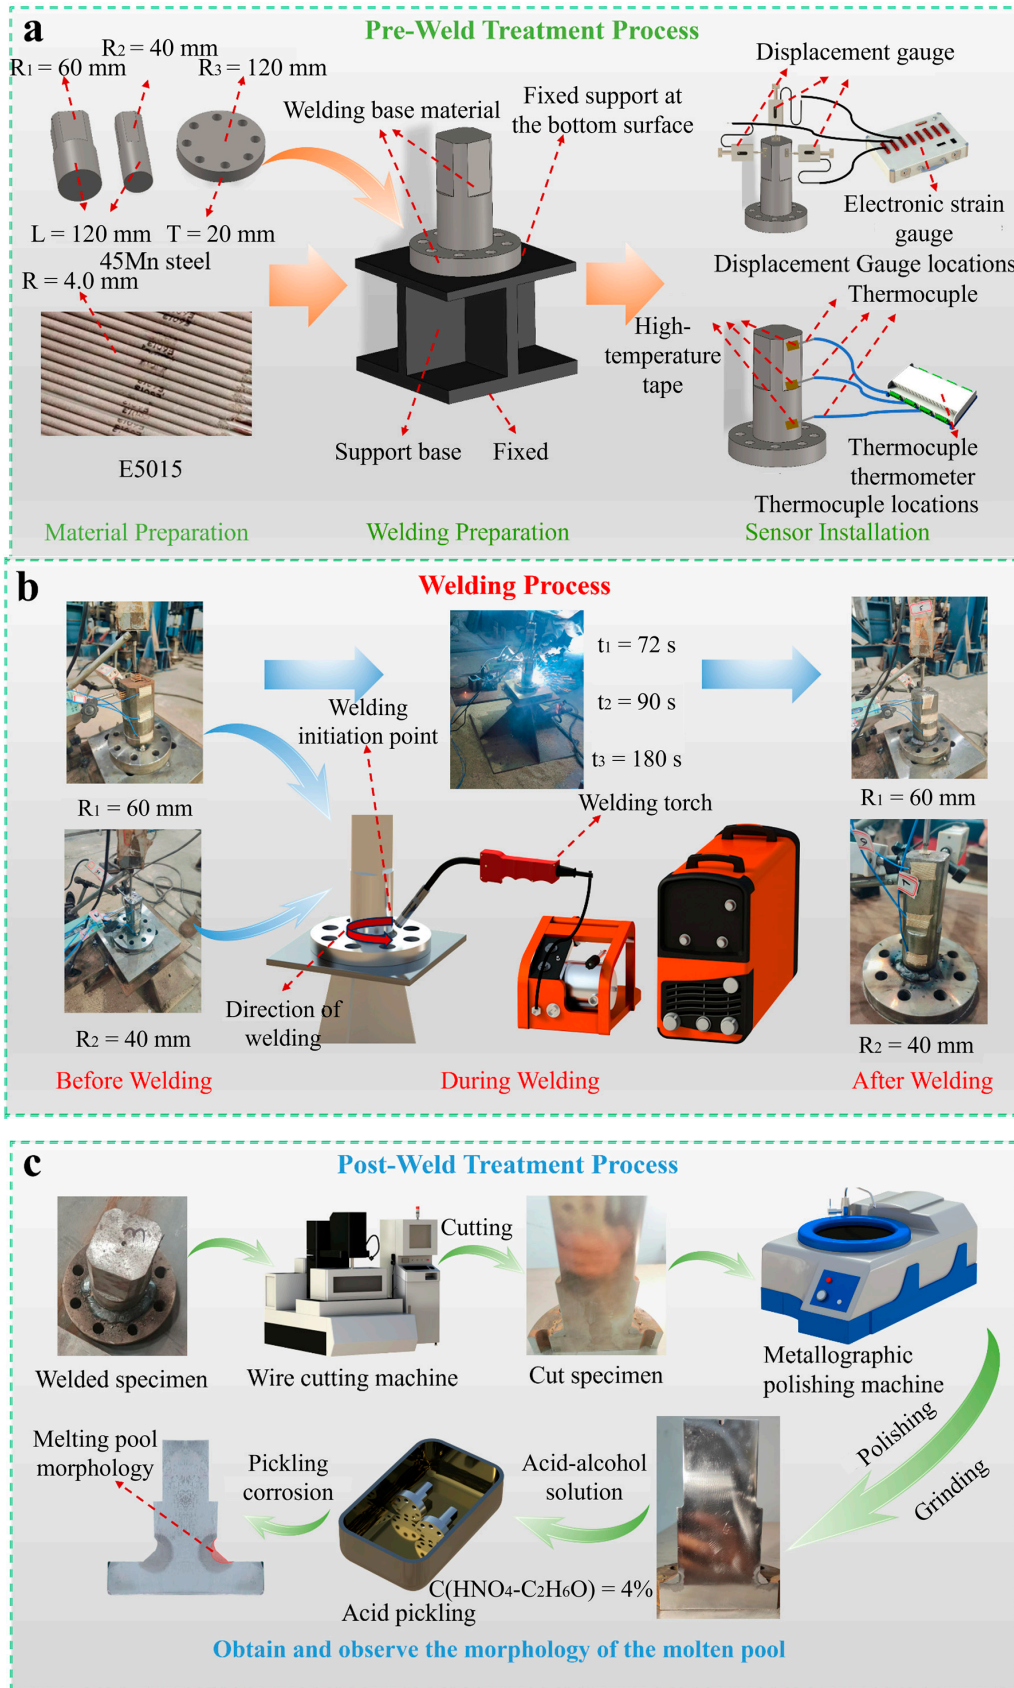 a
Pre-Weld Treatment Process
R₂ = 40 mm
R₁ = 60 mm
R₃ = 120 mm
L = 120 mm
T = 20 mm
45Mn steel
R = 4.0 mm
E5015
Material Preparation
Welding base material
Fixed support at
the bottom surface
Support base
Fixed
Welding Preparation
Displacement gauge
Electronic strain
gauge
Displacement Gauge locations
Thermocuple
High-
temperature
tape
Thermocuple
thermometer
Thermocuple locations
Sensor Installation
b
Welding Process
R₁ = 60 mm
R₂ = 40 mm
Before Welding
t₁ = 72 s
t₂ = 90 s
t₃ = 180 s
Welding
initiation point
Welding torch
Direction of
welding
During Welding
R₁ = 60 mm
R₂ = 40 mm
After Welding
c
Post-Weld Treatment Process
Welded specimen
Wire cutting machine
Cutting
Cut specimen
Metallographic
polishing machine
Polishing
Grinding
Acid-alcohol
solution
C(HNO₄-C₂H₆O) = 4%
Acid pickling
Pickling
corrosion
Melting pool
morphology
Obtain and observe the morphology of the molten pool